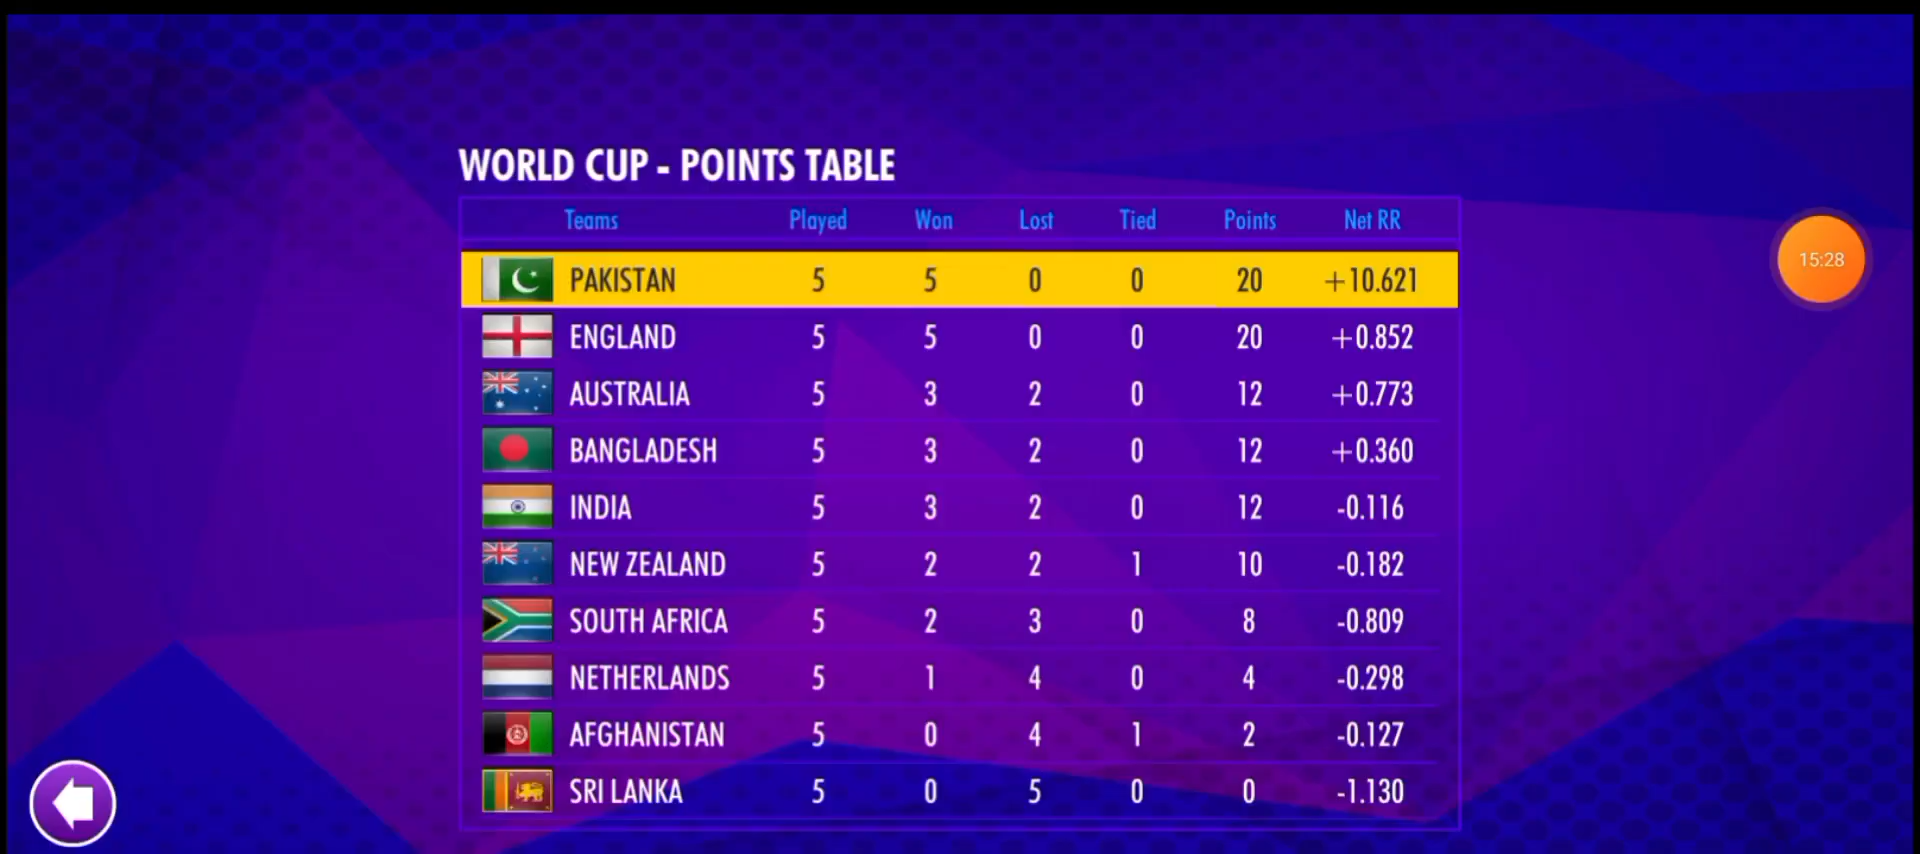 WORLD CUP - POINTS TABLE
Teams Played Won Lost Tied Points Net RR
PAKISTAN 5 5 0 0 20 +10.621
15:28
ENGLAND 5 5 0 0 20 +0.852
AUSTRALIA 5 3 2 0 12 +0.773
BANGLADESH 5 3 2 0 12 +0.360
INDIA 5 3 2 0 12 -0.116
NEW ZEALAND 5 2 2 1 10 -0.182
SOUTH AFRICA 5 2 3 0 8 -0.809
NETHERLANDS 5 1 4 0 4 -0.298
AFGHANISTAN 5 0 4 1 2 -0.127
SRI LANKA 5 0 5 0 0 -1.130